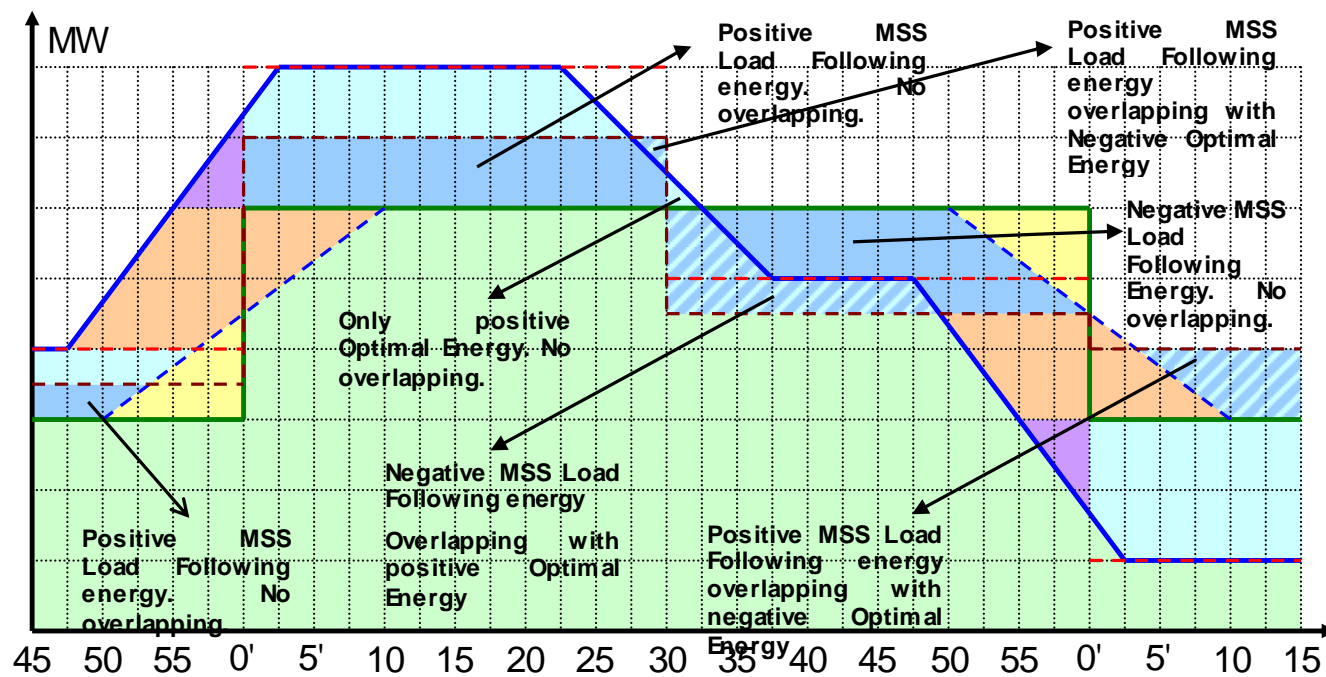 MW
Positive MSS
Load Following
energy. No
overlapping.
Positive MSS
Load Following
energy
overlapping with
Negative Optimal
Energy
Negative MSS
Load
Following
Energy. No
overlapping.
Only positive
Optimal Energy. No
overlapping.
Negative MSS Load
Following energy
Overlapping with
positive Optimal
Energy
Positive MSS
Load Following
energy. No
overlapping.
Positive MSS Load
Following energy
overlapping with
negative Optimal
Energy
45 50 55 0' 5' 10 15 20 25 30 35 40 45 50 55 0' 5' 10 15